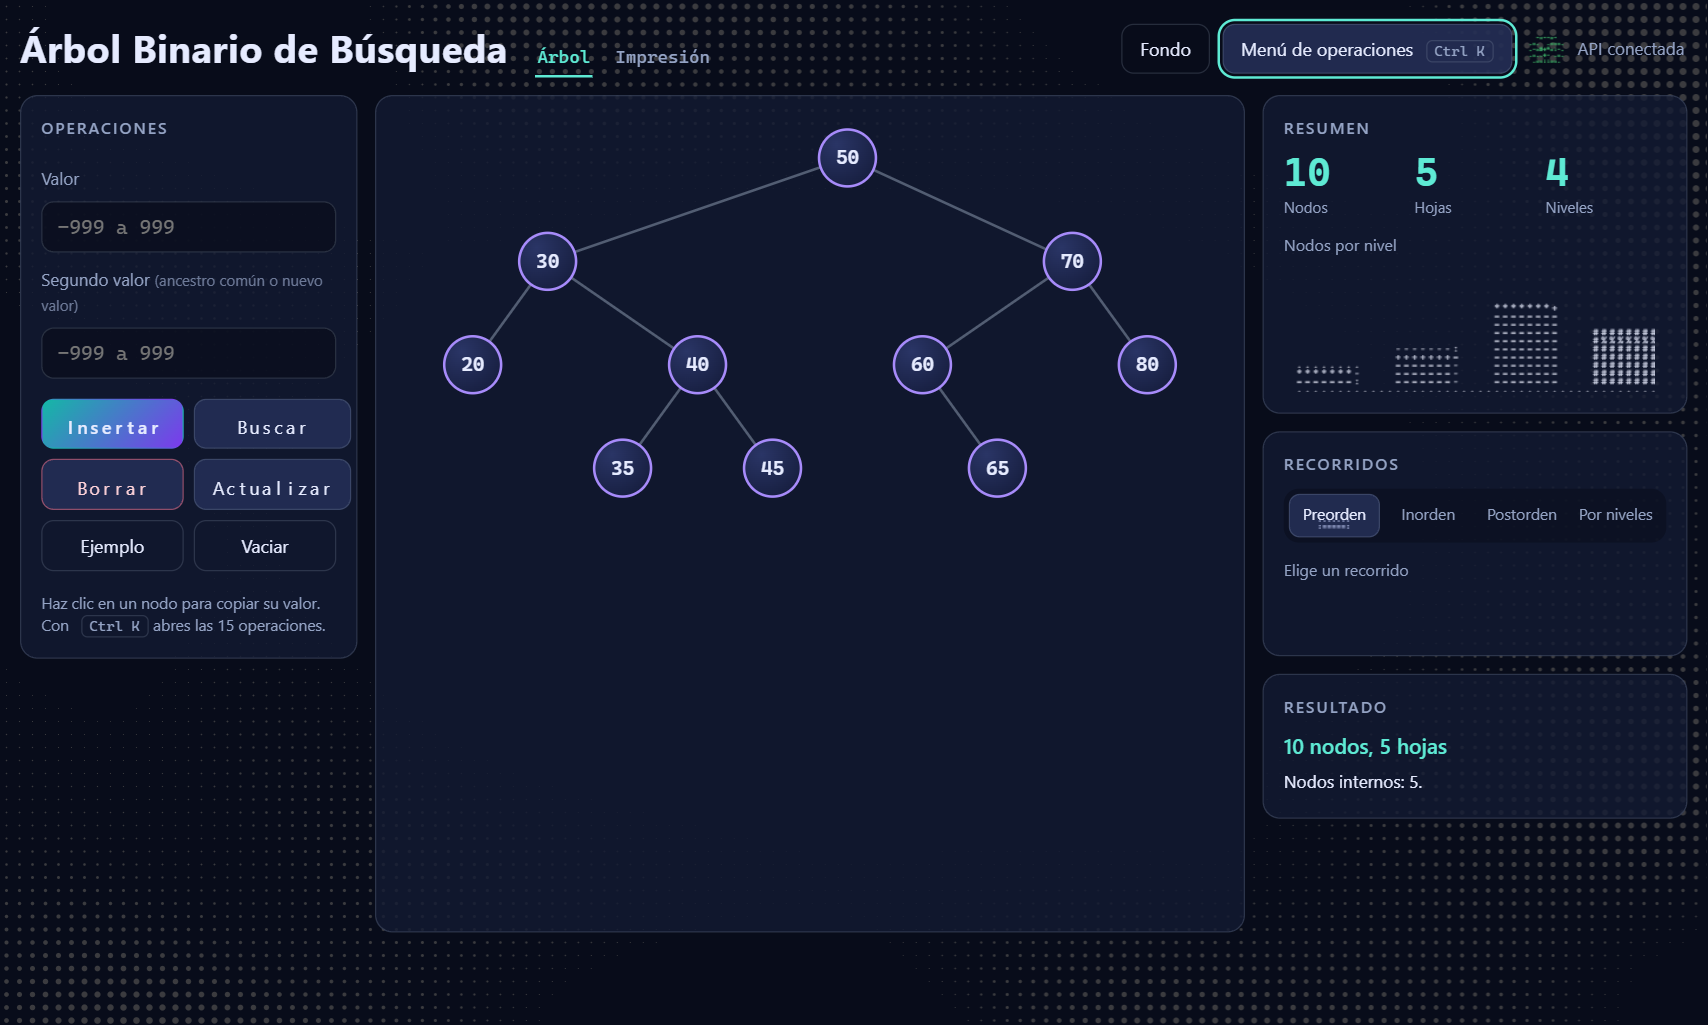 Árbol Binario de Búsqueda
Árbol
Impresión
Fondo
Menú de operaciones Ctrl K
API conectada
OPERACIONES
Valor
-999 a 999
Segundo valor (ancestro común o nuevo
valor)
-999 a 999
Insertar
Buscar
Borrar
Actualizar
Ejemplo
Vaciar
Haz clic en un nodo para copiar su valor.
Con Ctrl K abres las 15 operaciones.
50
30
70
20
40
60
80
35
45
65
RESUMEN
10
5
4
Nodos
Hojas
Niveles
Nodos por nivel
RECORRIDOS
Preorden
Inorden
Postorden
Por niveles
Elige un recorrido
RESULTADO
10 nodos, 5 hojas
Nodos internos: 5.